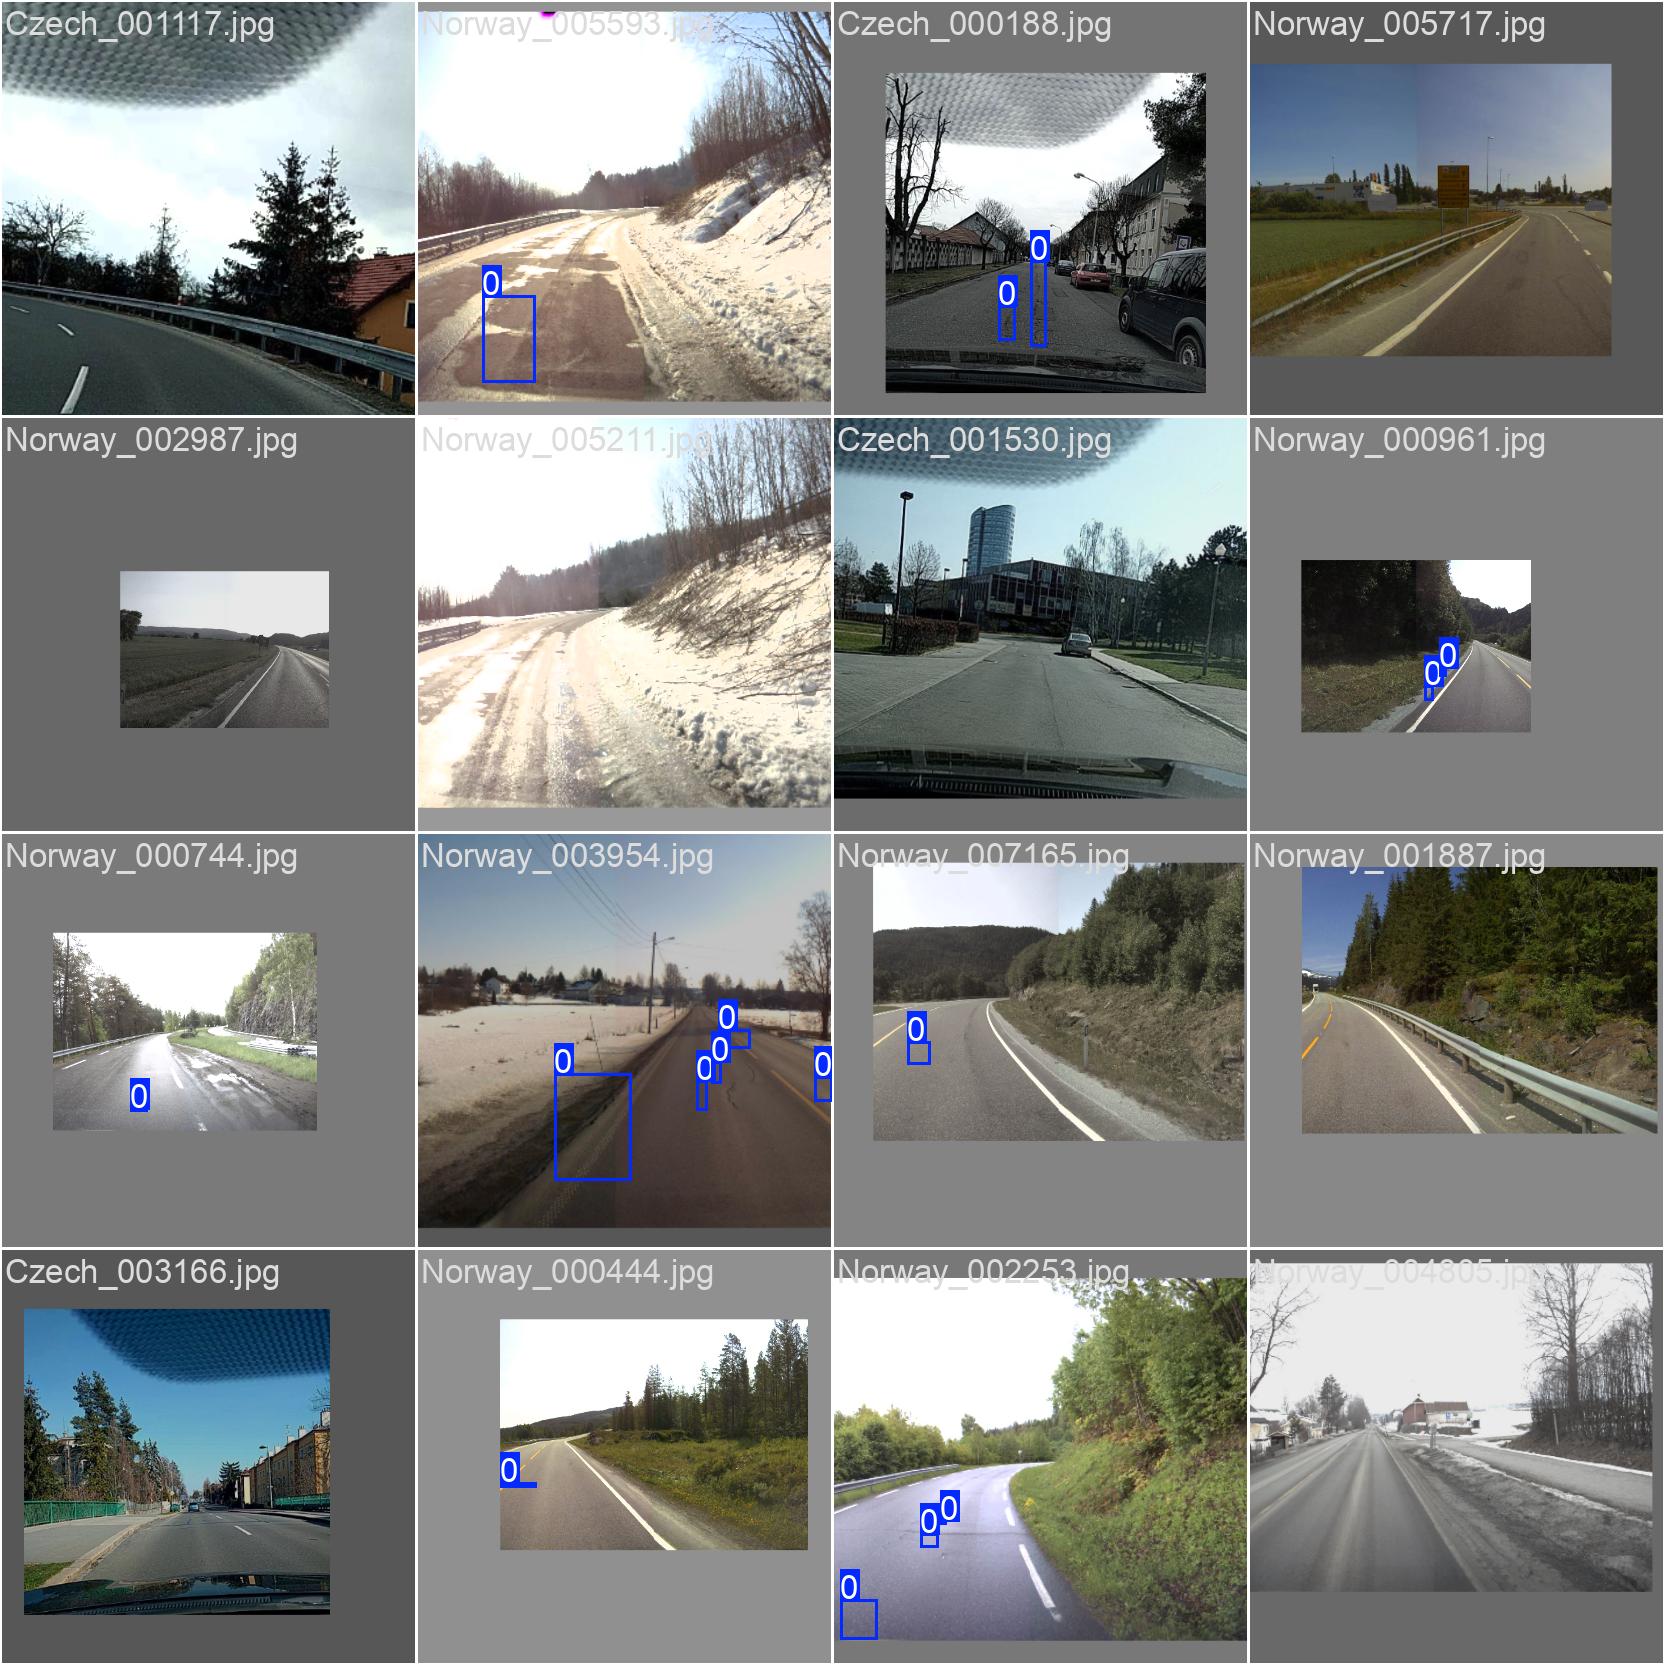 Czech_001117.jpg
Norway_005593.jpg
Czech_000188.jpg
Norway_005717.jpg
0
0
0
Norway_002987.jpg
Norway_005211.jpg
Czech_001530.jpg
Norway_000961.jpg
0
0
Norway_000744.jpg
Norway_003954.jpg
Norway_007165.jpg
Norway_001887.jpg
0
0
0
0
0
0
0
Czech_003166.jpg
Norway_000444.jpg
Norway_002253.jpg
Norway_004805.jpg
0
0
0
0